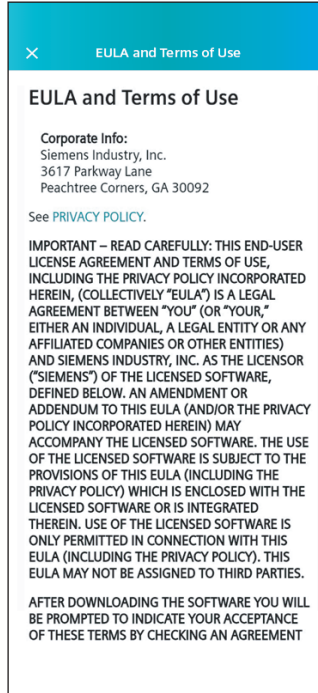 EULA and Terms of Use
EULA and Terms of Use
Corporate Info:
Siemens Industry, Inc.
3617 Parkway Lane
Peachtree Corners, GA 30092
See PRIVACY POLICY.
IMPORTANT – READ CAREFULLY: THIS END-USER
LICENSE AGREEMENT AND TERMS OF USE,
INCLUDING THE PRIVACY POLICY INCORPORATED
HEREIN, (COLLECTIVELY “EULA”) IS A LEGAL
AGREEMENT BETWEEN “YOU” (OR “YOUR,”
EITHER AN INDIVIDUAL, A LEGAL ENTITY OR ANY
AFFILIATED COMPANIES OR OTHER ENTITIES)
AND SIEMENS INDUSTRY, INC. AS THE LICENSOR
(“SIEMENS”) OF THE LICENSED SOFTWARE,
DEFINED BELOW. AN AMENDMENT OR
ADDENDUM TO THIS EULA (AND/OR THE PRIVACY
POLICY INCORPORATED HEREIN) MAY
ACCOMPANY THE LICENSED SOFTWARE. THE USE
OF THE LICENSED SOFTWARE IS SUBJECT TO THE
PROVISIONS OF THIS EULA (INCLUDING THE
PRIVACY POLICY) WHICH IS ENCLOSED WITH THE
LICENSED SOFTWARE OR IS INTEGRATED
THEREIN. USE OF THE LICENSED SOFTWARE IS
ONLY PERMITTED IN CONNECTION WITH THIS
EULA (INCLUDING THE PRIVACY POLICY). THIS
EULA MAY NOT BE ASSIGNED TO THIRD PARTIES.
AFTER DOWNLOADING THE SOFTWARE YOU WILL
BE PROMPTED TO INDICATE YOUR ACCEPTANCE
OF THESE TERMS BY CHECKING AN AGREEMENT